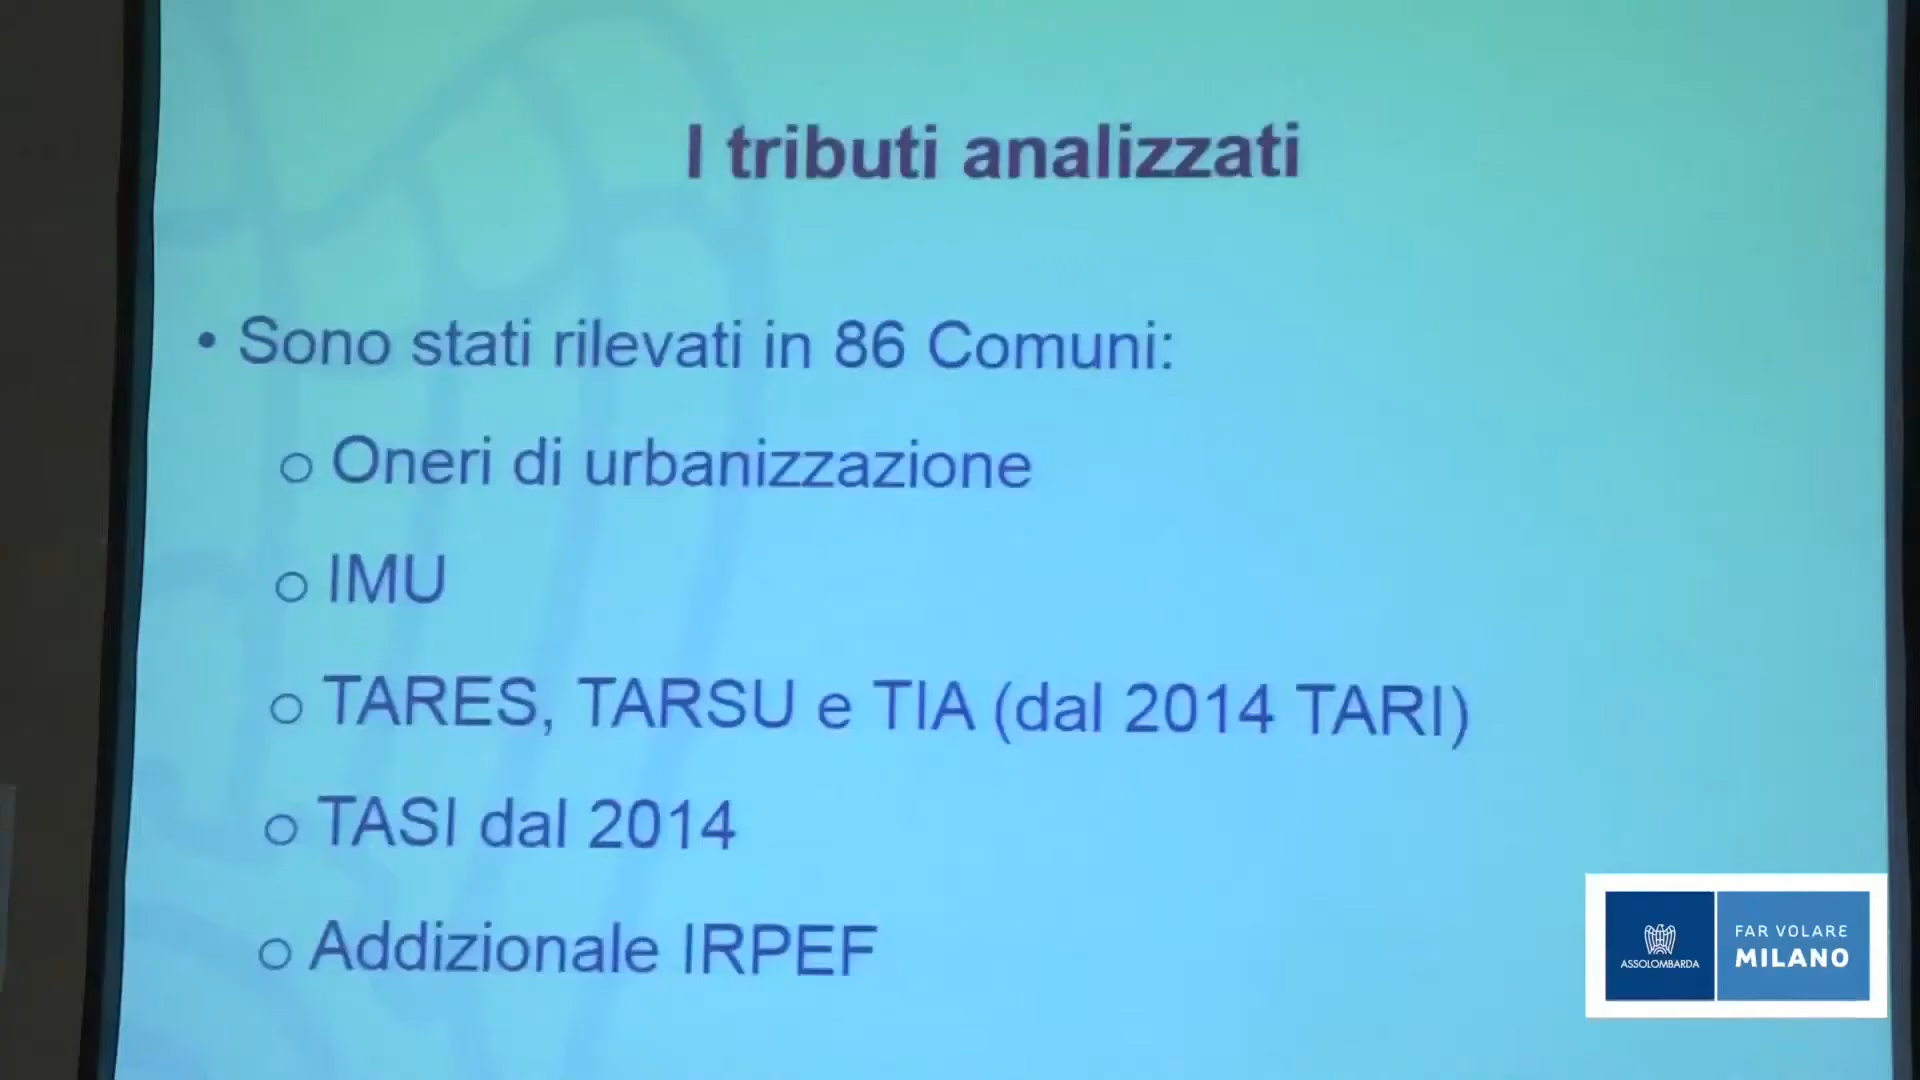 I tributi analizzati
• Sono stati rilevati in 86 Comuni:
o Oneri di urbanizzazione
o IMU
o TARES, TARSU e TIA (dal 2014 TARI)
o TASI dal 2014
o Addizionale IRPEF
ASSOLOMBARDA
FAR VOLARE
MILANO